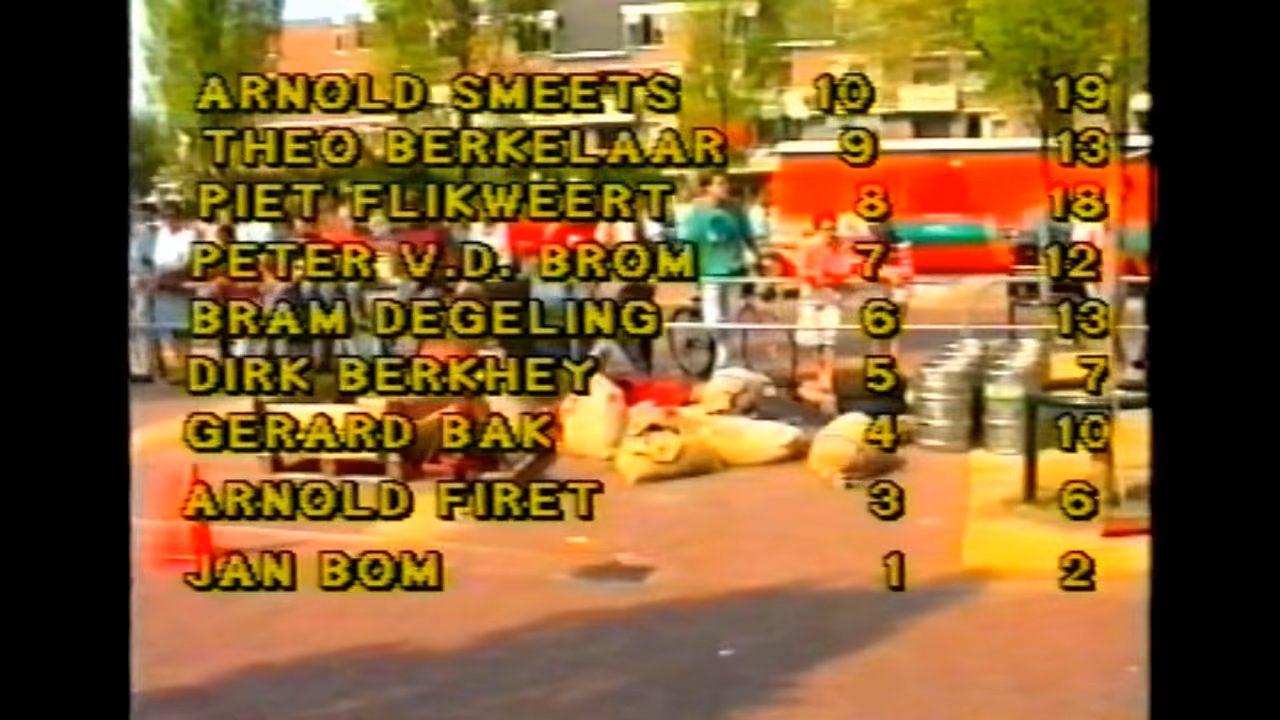 ARNOLD SMEETS 10 19
THEO BERKELAAR 9 13
PIET FLIKWEERT 8 18
PETER V.D. BROM 7 12
BRAM DEGELING 6 13
DIRK BERKHEY 5 7
GERARD BAK 4 10
ARNOLD FIRET 3 6
JAN BOM 1 2